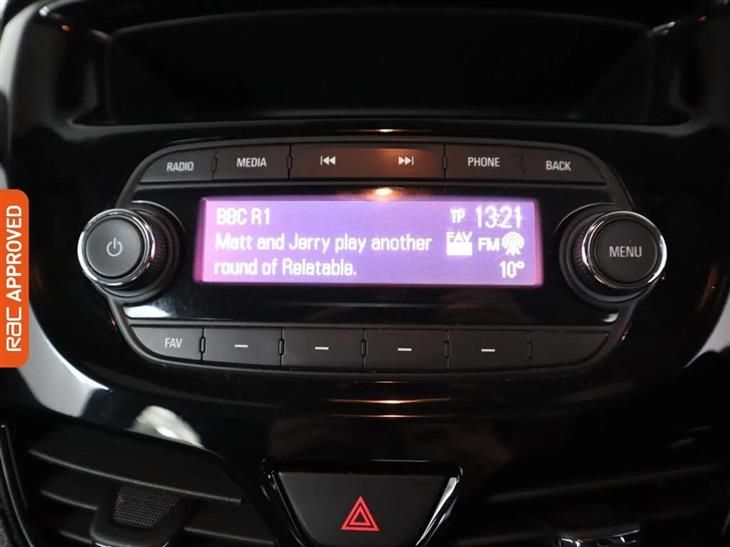 RADIO
MEDIA
PHONE
BACK
BBC R1
TP 13:21
Matt and Jerry play another
FAV FM
round of Relatable.
10°
MENU
FAV
RAC APPROVED